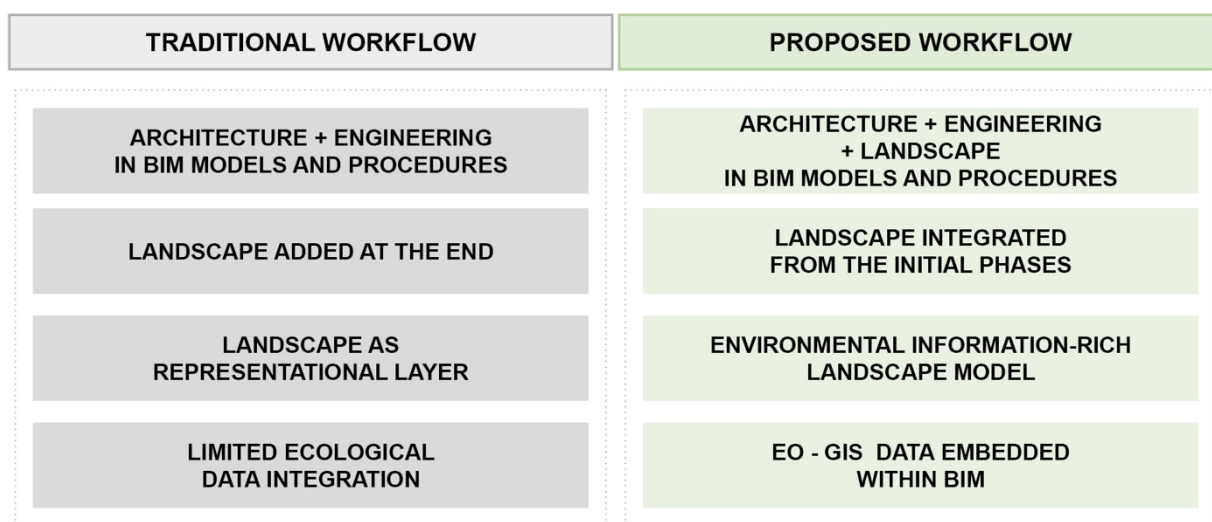 TRADITIONAL WORKFLOW
ARCHITECTURE + ENGINEERING
IN BIM MODELS AND PROCEDURES
LANDSCAPE ADDED AT THE END
LANDSCAPE AS
REPRESENTATIONAL LAYER
LIMITED ECOLOGICAL
DATA INTEGRATION
PROPOSED WORKFLOW
ARCHITECTURE + ENGINEERING
+ LANDSCAPE
IN BIM MODELS AND PROCEDURES
LANDSCAPE INTEGRATED
FROM THE INITIAL PHASES
ENVIRONMENTAL INFORMATION-RICH
LANDSCAPE MODEL
EO - GIS DATA EMBEDDED
WITHIN BIM